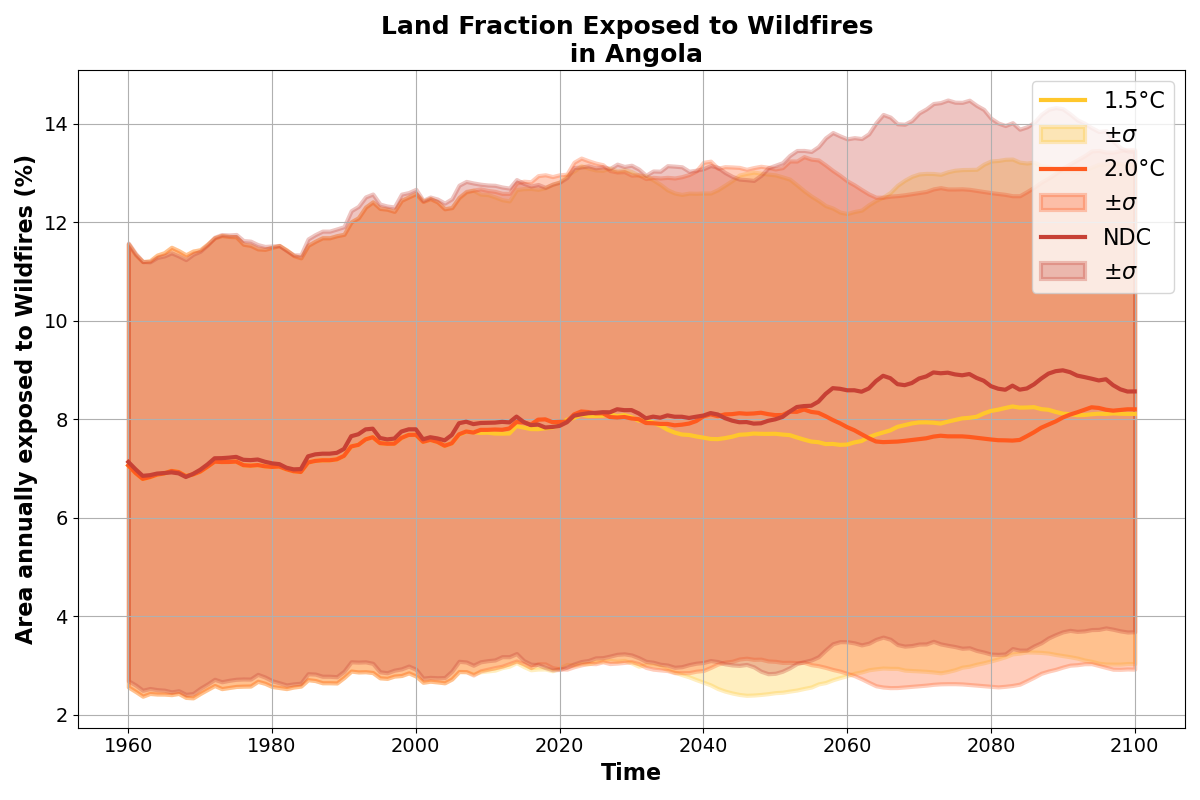 Land Fraction Exposed to Wildfires
in Angola
Area annually exposed to Wildfires (%)
14
12
10
8
6
4
2
1.5°C
±σ
2.0°C
±σ
NDC
±σ
1960
1980
2000
2020
2040
2060
2080
2100
Time